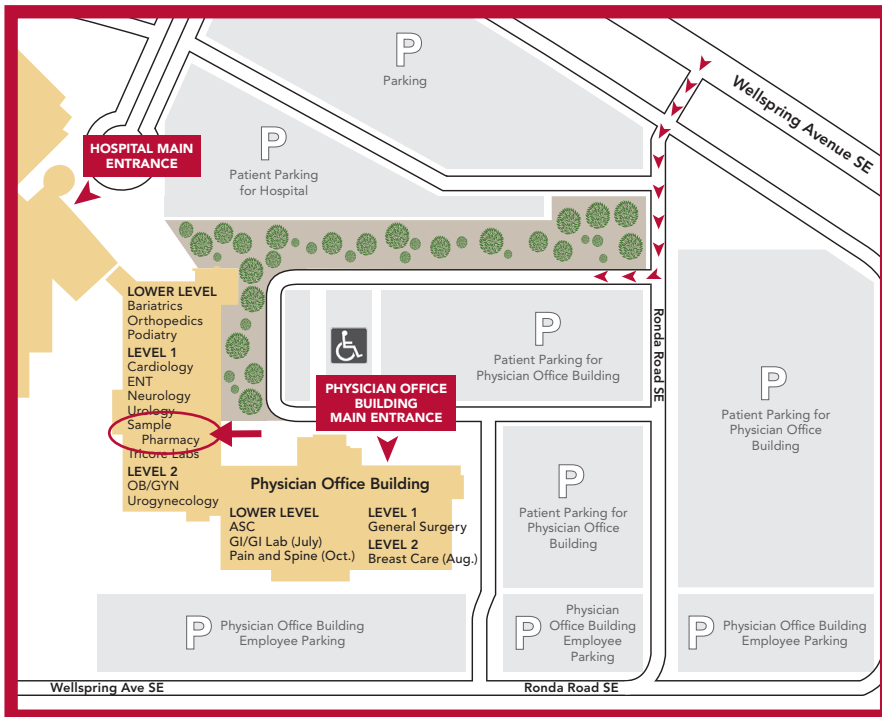 P
Parking
Wellspring Avenue SE
HOSPITAL MAIN
ENTRANCE
P
Patient Parking
for Hospital
LOWER LEVEL
Bariatrics
Orthopedics
Podiatry
LEVEL 1
Cardiology
ENT
Neurology
Urology
Sample
Pharmacy
Tricore Labs
LEVEL 2
OB/GYN
Urogynecology
P
Patient Parking for
Physician Office Building
Ronda Road SE
PHYSICIAN OFFICE
BUILDING
MAIN ENTRANCE
P
Patient Parking for
Physician Office
Building
Physician Office Building
LOWER LEVEL
ASC
GI/GI Lab (July)
Pain and Spine (Oct.)
LEVEL 1
General Surgery
LEVEL 2
Breast Care (Aug.)
P
Patient Parking for
Physician Office
Building
P
Physician Office Building
Employee Parking
P
Physician
Office Building
Employee
Parking
P
Physician Office Building
Employee Parking
Wellspring Ave SE
Ronda Road SE